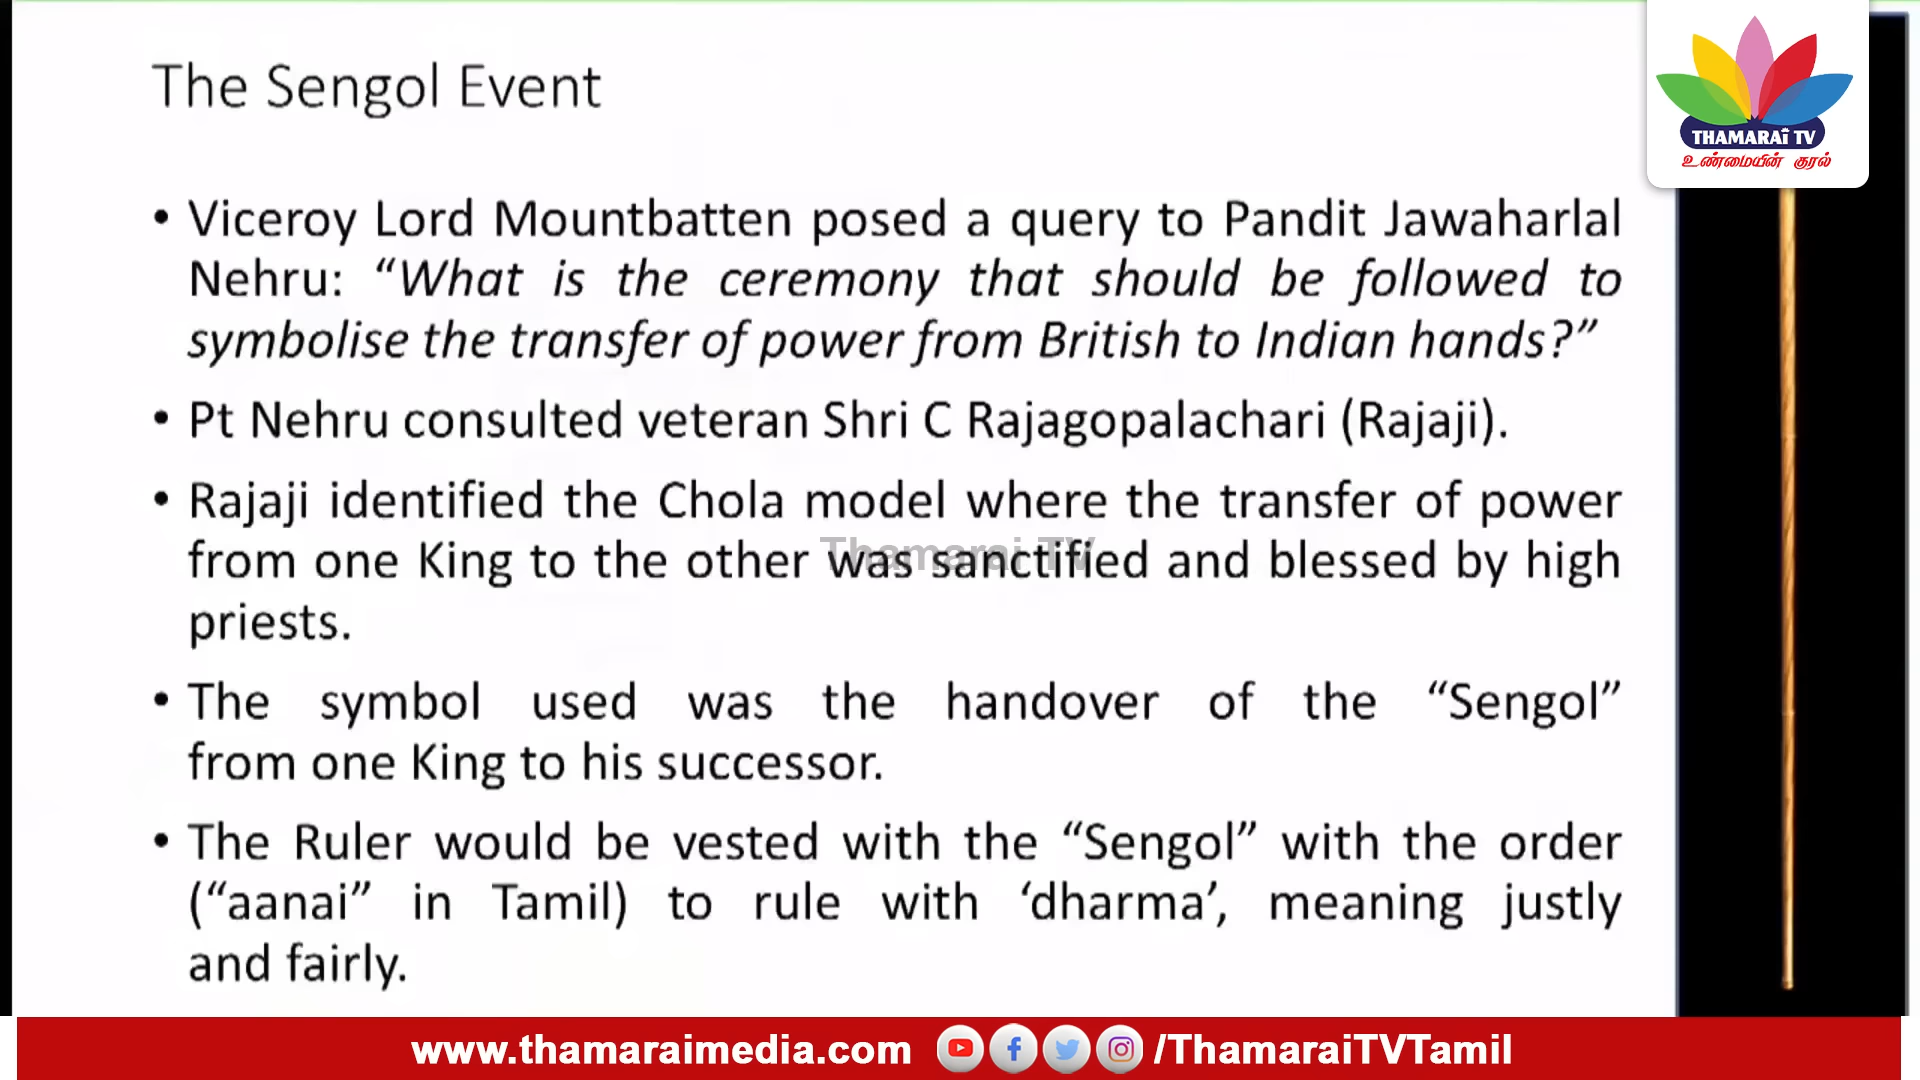 The Sengol Event
THAMARAI TV
உண்மையின் குரல்
• Viceroy Lord Mountbatten posed a query to Pandit Jawaharlal
Nehru: “What is the ceremony that should be followed to
symbolise the transfer of power from British to Indian hands?”
• Pt Nehru consulted veteran Shri C Rajagopalachari (Rajaji).
• Rajaji identified the Chola model where the transfer of power
from one King to the other was sanctified and blessed by high
priests.
Thamarai TV
• The symbol used was the handover of the “Sengol”
from one King to his successor.
• The Ruler would be vested with the “Sengol” with the order
(“aanai” in Tamil) to rule with ‘dharma’, meaning justly
and fairly.
www.thamaraimedia.com /ThamaraiTVTamil